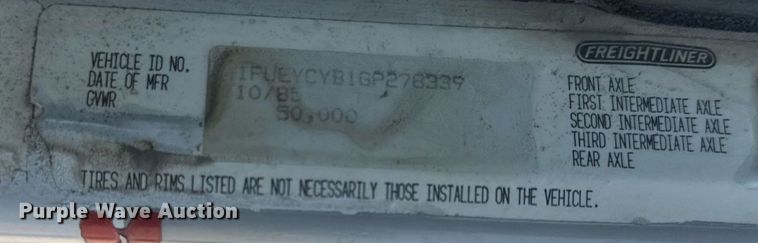 FREIGHTLINER
VEHICLE ID NO. 1FUEYCYB1GP278339
DATE OF MFR 10/85
GVWR 50,000
FRONT AXLE
FIRST INTERMEDIATE AXLE
SECOND INTERMEDIATE AXLE
THIRD INTERMEDIATE AXLE
REAR AXLE
TIRES AND RIMS LISTED ARE NOT NECESSARILY THOSE INSTALLED ON THE VEHICLE.
Purple Wave Auction